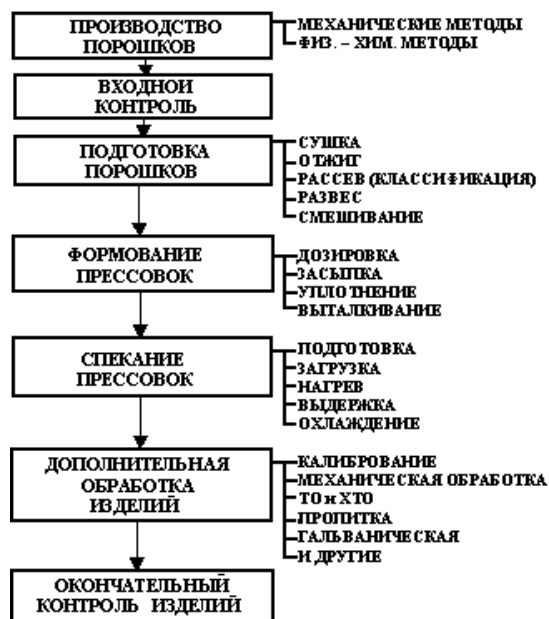 ПРОИЗВОДСТВО
ПОРОШКОВ
МЕХАНИЧЕСКИЕ МЕТОДЫ
ФИЗ. – ХИМ. МЕТОДЫ
ВХОДНОЙ
КОНТРОЛЬ
ПОДГОТОВКА
ПОРОШКОВ
СУШКА
ОТЖИГ
РАССЕВ (КЛАССИФИКАЦИЯ)
РАЗВЕС
СМЕШИВАНИЕ
ФОРМОВАНИЕ
ПРЕССОВОК
ДОЗИРОВКА
ЗАСЫПКА
УПЛОТНЕНИЕ
ВЫТАЛКИВАНИЕ
СПЕКАНИЕ
ПРЕССОВОК
ПОДГОТОВКА
ЗАГРУЗКА
НАГРЕВ
ВЫДЕРЖКА
ОХЛАЖДЕНИЕ
ДОПОЛНИТЕЛЬНАЯ
ОБРАБОТКА
ИЗДЕЛИЙ
КАЛИБРОВАНИЕ
МЕХАНИЧЕСКАЯ ОБРАБОТКА
ТО и ХТО
ПРОПИТКА
ГАЛЬВАНИЧЕСКАЯ
И ДРУГИЕ
ОКОНЧАТЕЛЬНЫЙ
КОНТРОЛЬ ИЗДЕЛИЙ